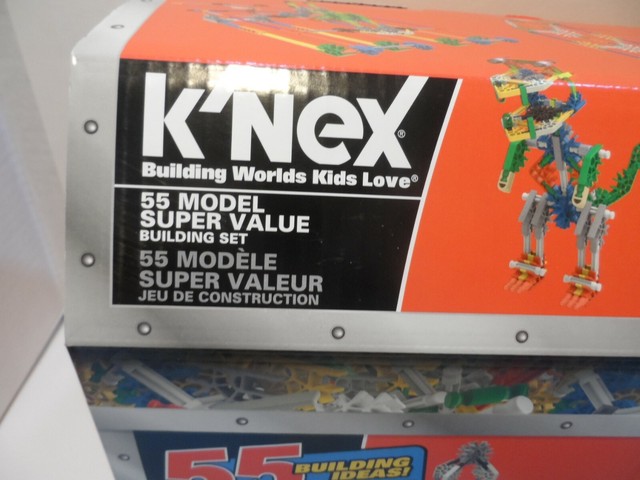 K'NEX®
Building Worlds Kids Love®
55 MODEL
SUPER VALUE
BUILDING SET
55 MODÈLE
SUPER VALEUR
JEU DE CONSTRUCTION
55 BUILDING
IDEAS!